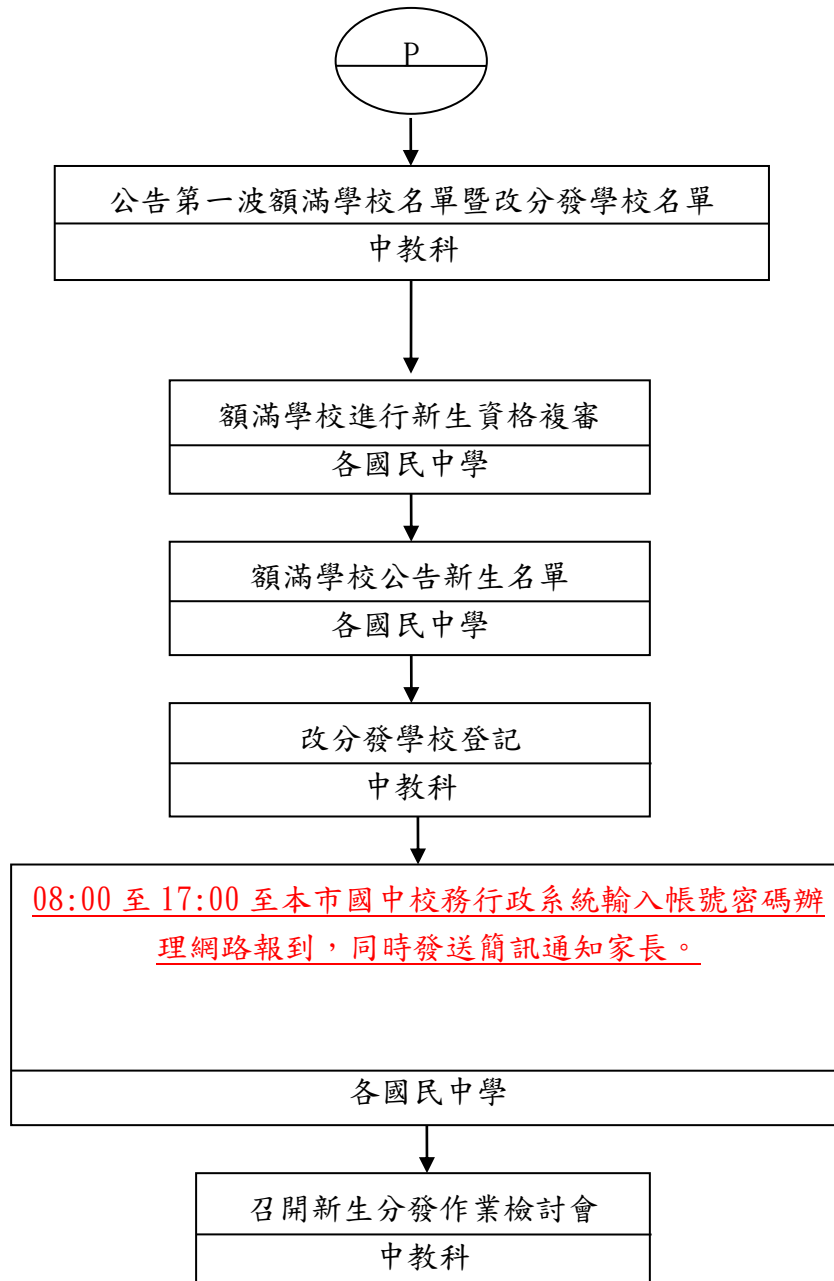 P
公告第一波額滿學校名單暨改分發學校名單
中教科
額滿學校進行新生資格複審
各國民中學
額滿學校公告新生名單
各國民中學
改分發學校登記
中教科
08:00 至 17:00 至本市國中校務行政系統輸入帳號密碼辦
理網路報到，同時發送簡訊通知家長。
各國民中學
召開新生分發作業檢討會
中教科